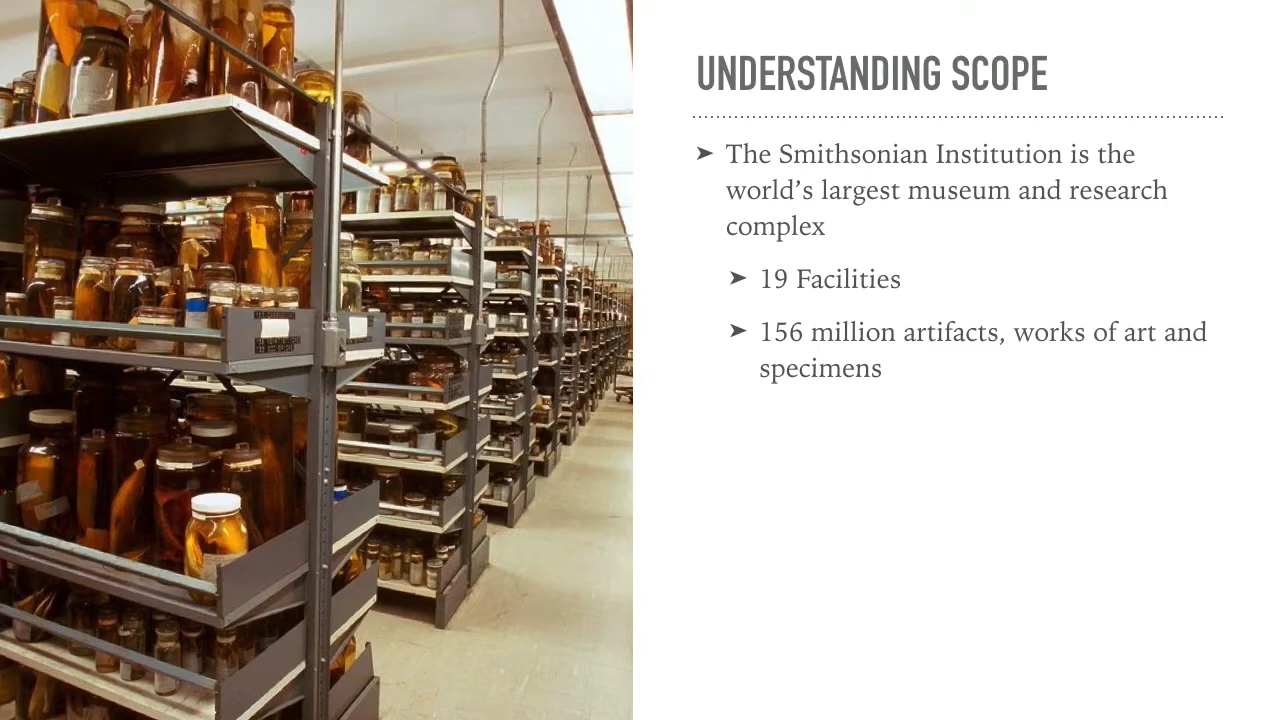 UNDERSTANDING SCOPE
➤ The Smithsonian Institution is the
world’s largest museum and research
complex
➤ 19 Facilities
➤ 156 million artifacts, works of art and
specimens